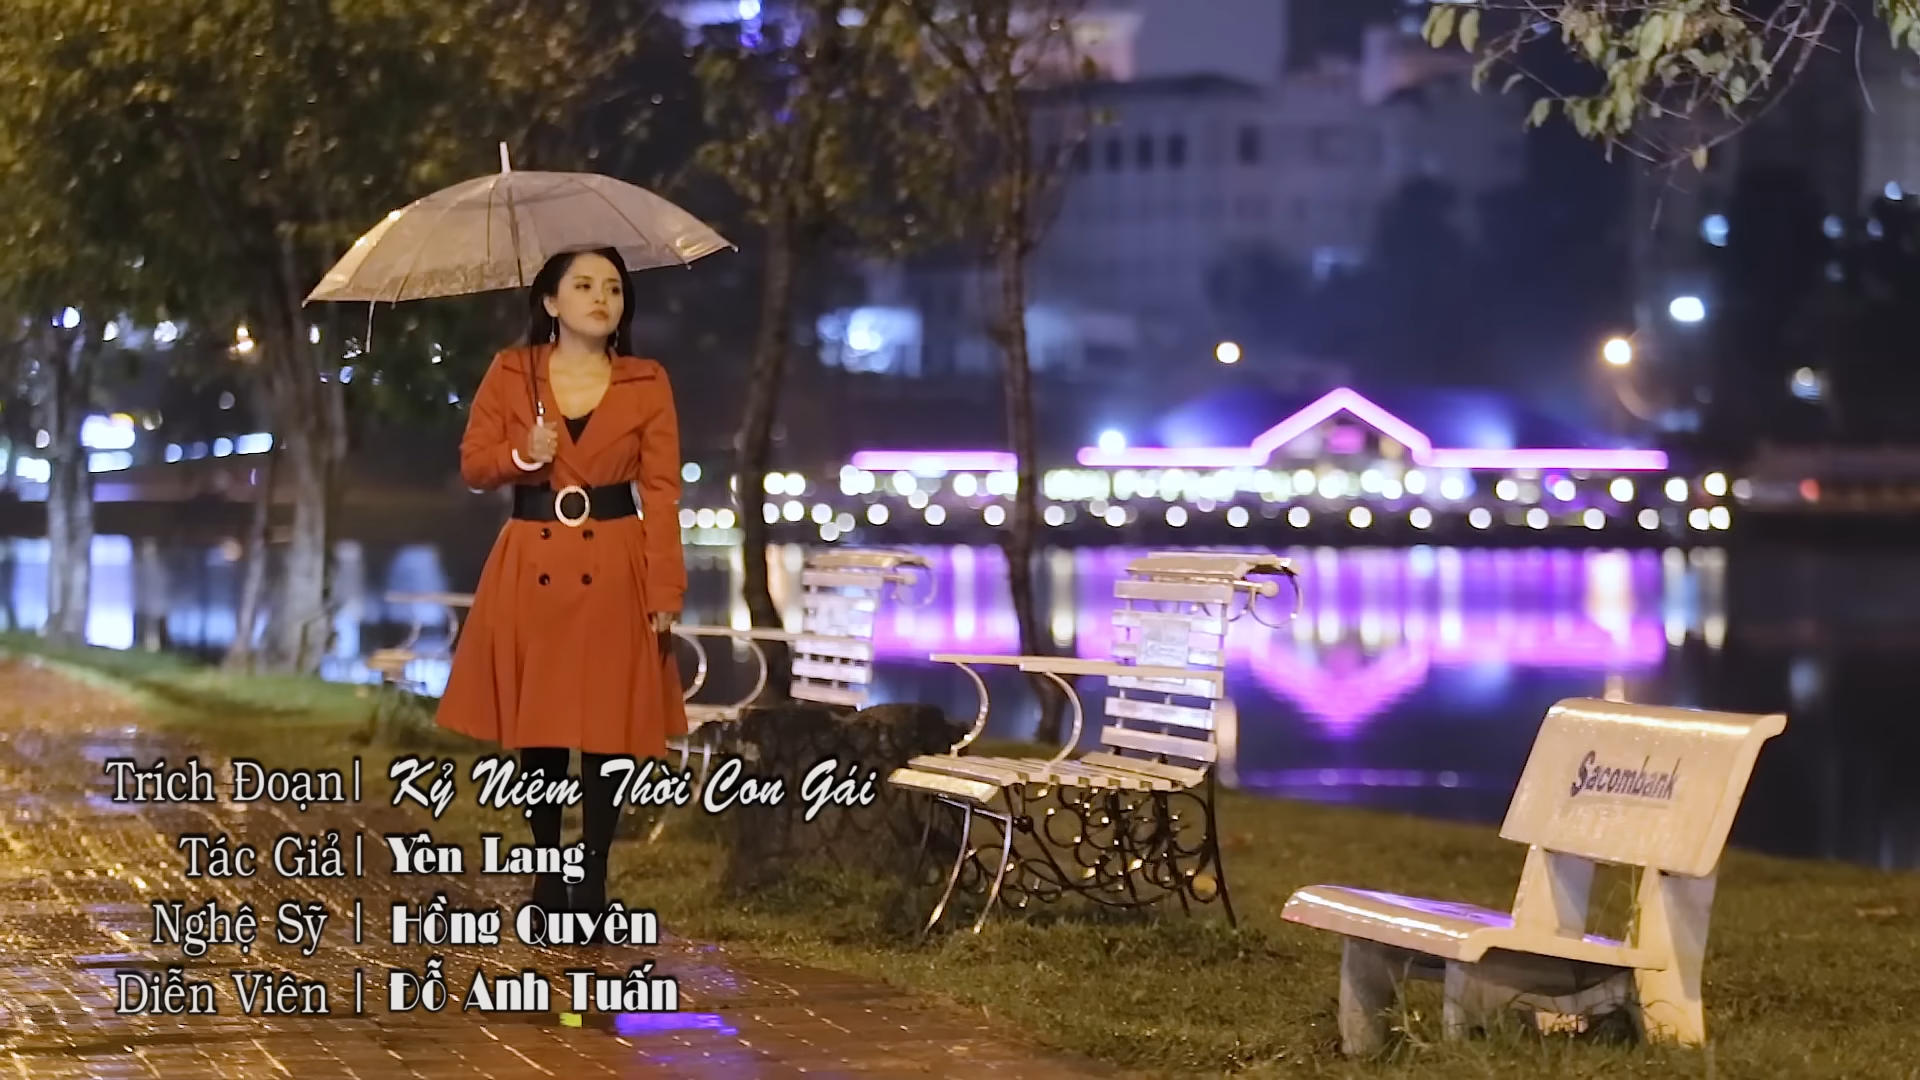 Sacombank
Trích Đoạn| Kỷ Niệm Thời Con Gái
Tác Giả| Yên Lang
Nghệ Sỹ | Hồng Quyên
Diễn Viên | Đỗ Anh Tuấn